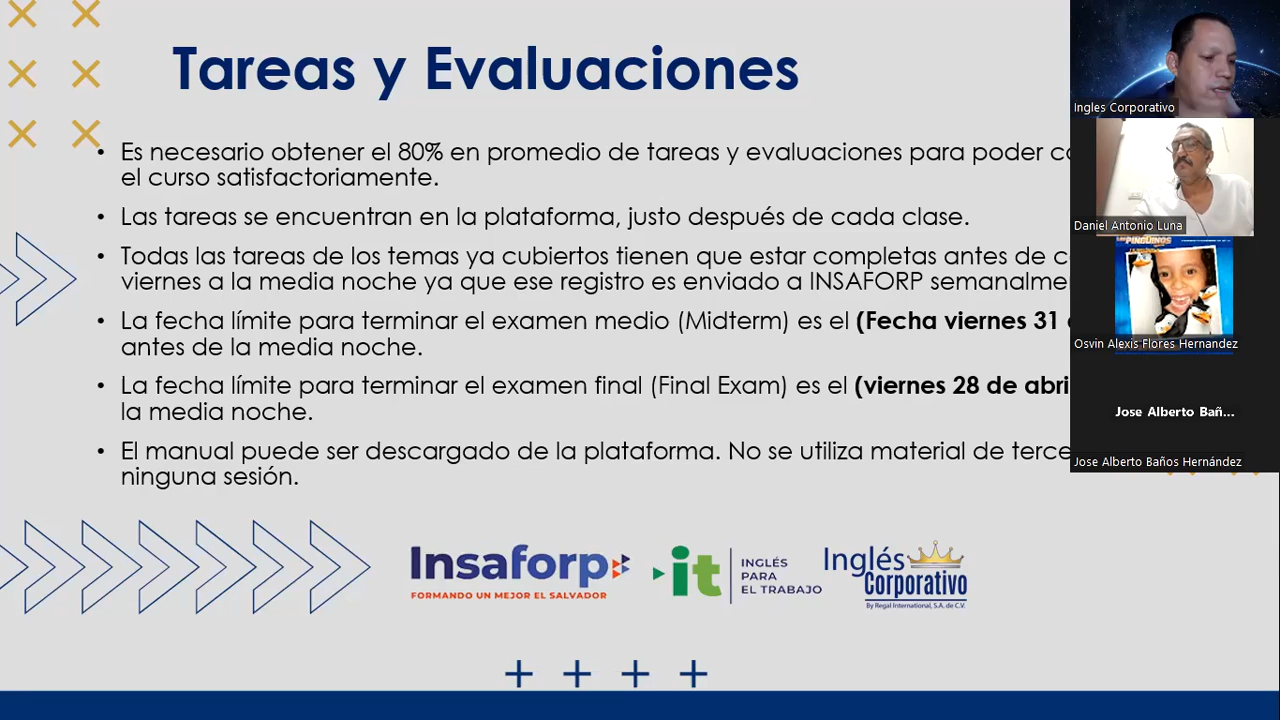 Tareas y Evaluaciones
• Es necesario obtener el 80% en promedio de tareas y evaluaciones para poder
el curso satisfactoriamente.
• Las tareas se encuentran en la plataforma, justo después de cada clase.
• Todas las tareas de los temas ya cubiertos tienen que estar completas antes de
viernes a la media noche ya que ese registro es enviado a INSAFORP
• La fecha límite para terminar el examen medio (Midterm) es el (Fecha viernes 31
antes de la media noche.
• La fecha límite para terminar el examen final (Final Exam) es el (viernes 28 de
la media noche.
• El manual puede ser descargado de la plataforma. No se utiliza material de
ninguna sesión.
Insaforp
FORMANDO UN MEJOR EL SALVADOR
it
INGLÉS
PARA
EL TRABAJO
Inglés
Corporativo
By Regal International, S.A. de C.V.
Ingles Corporativo
Daniel Antonio Luna
PINGÜINOS
Osvin Alexis Flores Hernandez
Jose Alberto Bañ...
Jose Alberto Baños Hernández